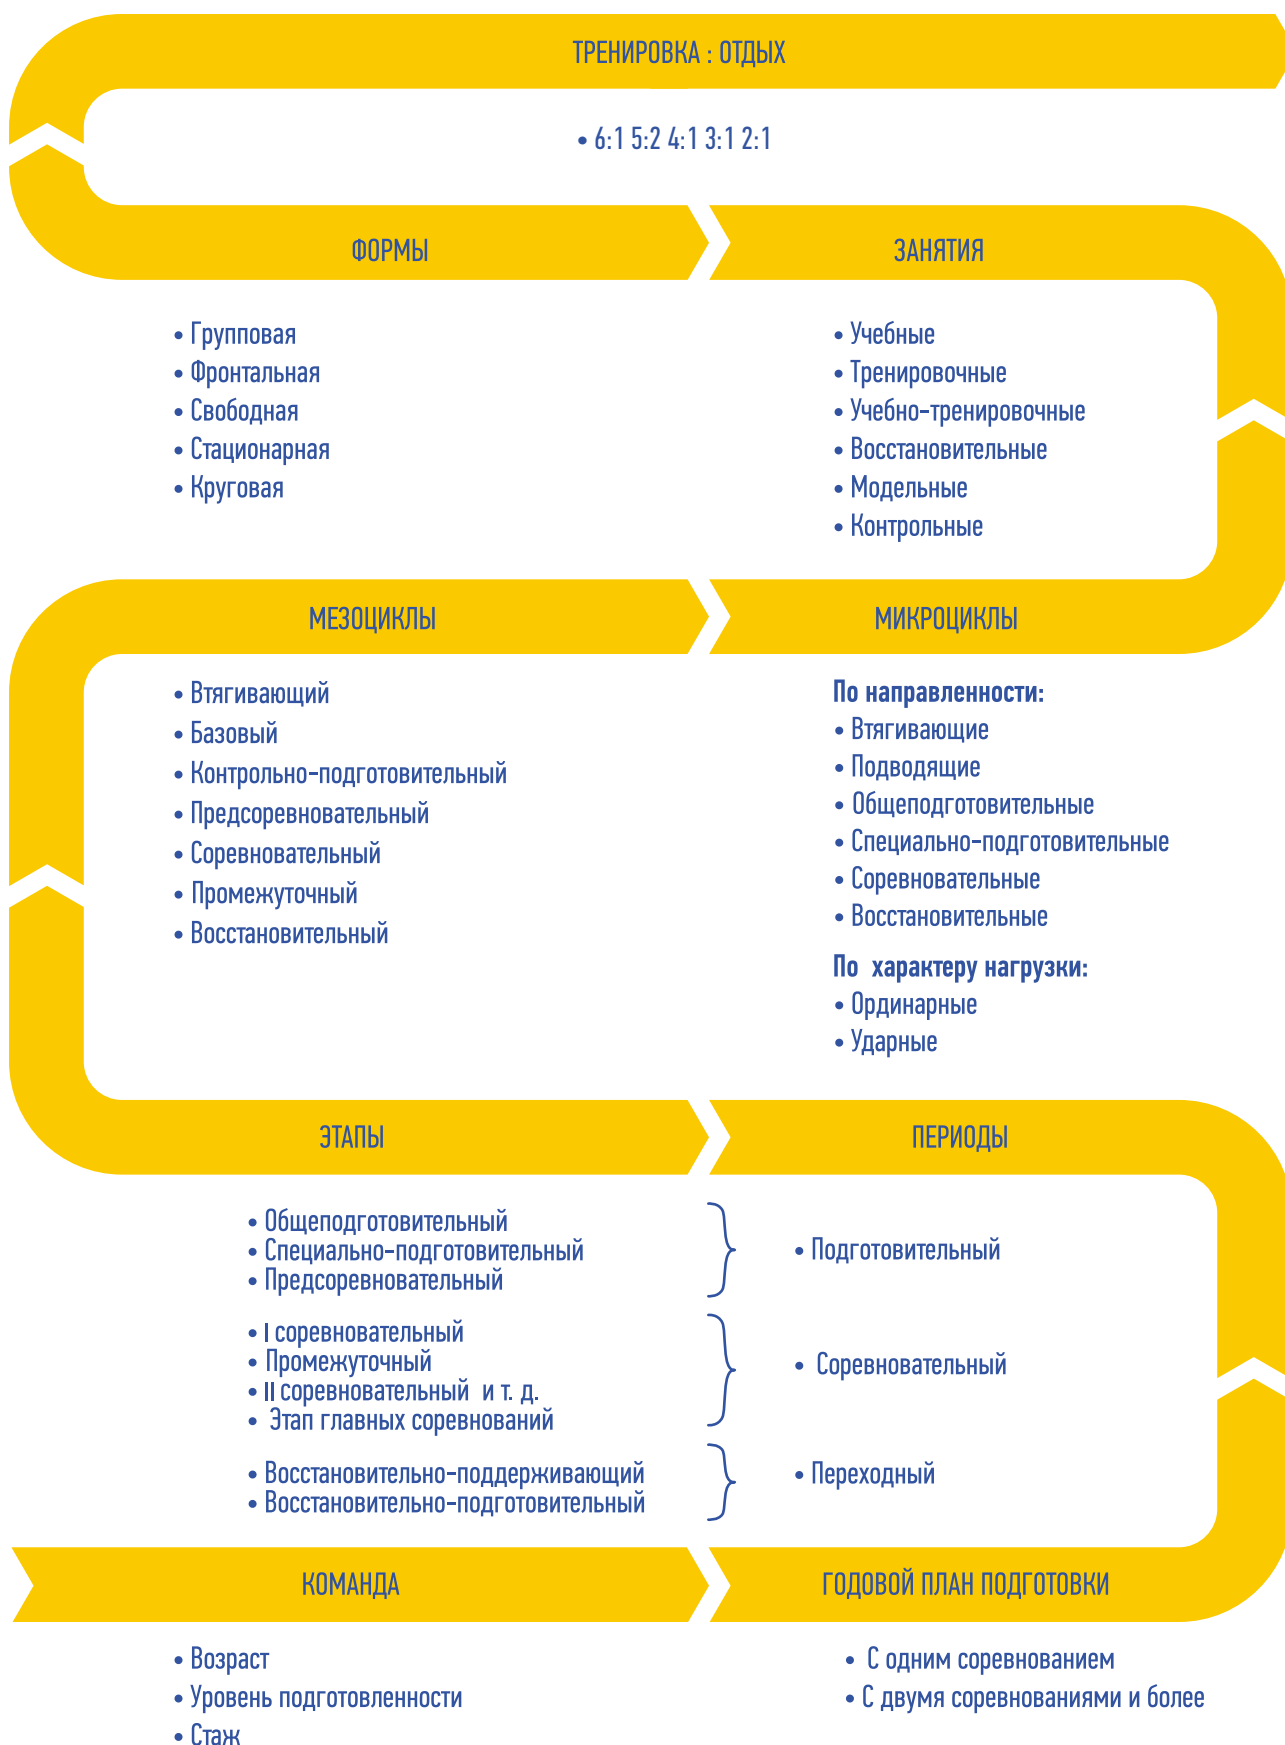 ТРЕНИРОВКА : ОТДЫХ
• 6:1 5:2 4:1 3:1 2:1
ФОРМЫ
• Групповая
• Фронтальная
• Свободная
• Стационарная
• Круговая
ЗАНЯТИЯ
• Учебные
• Тренировочные
• Учебно-тренировочные
• Восстановительные
• Модельные
• Контрольные
МЕЗОЦИКЛЫ
• Втягивающий
• Базовый
• Контрольно-подготовительный
• Предсоревновательный
• Соревновательный
• Промежуточный
• Восстановительный
МИКРОЦИКЛЫ
По направленности:
• Втягивающие
• Подводящие
• Общеподготовительные
• Специально-подготовительные
• Соревновательные
• Восстановительные
По характеру нагрузки:
• Ординарные
• Ударные
ЭТАПЫ
• Общеподготовительный
• Специально-подготовительный
• Предсоревновательный
• I соревновательный
• Промежуточный
• II соревновательный и т. д.
• Этап главных соревнований
• Восстановительно-поддерживающий
• Восстановительно-подготовительный
ПЕРИОДЫ
• Подготовительный
• Соревновательный
• Переходный
КОМАНДА
• Возраст
• Уровень подготовленности
• Стаж
ГОДОВОЙ ПЛАН ПОДГОТОВКИ
• С одним соревнованием
• С двумя соревнованиями и более